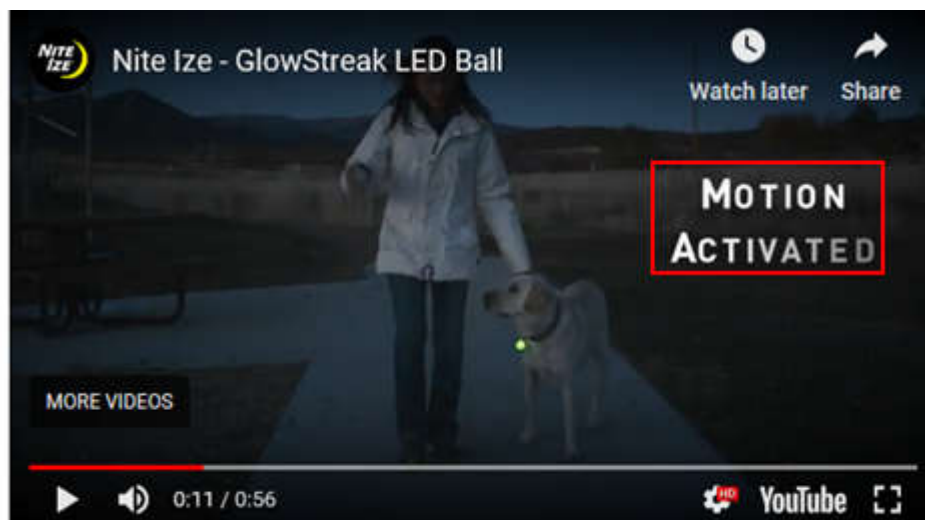 NITE IZE
Nite Ize - GlowStreak LED Ball
Watch later
Share
MOTION
ACTIVATED
MORE VIDEOS
0:11 / 0:56
HD
YouTube